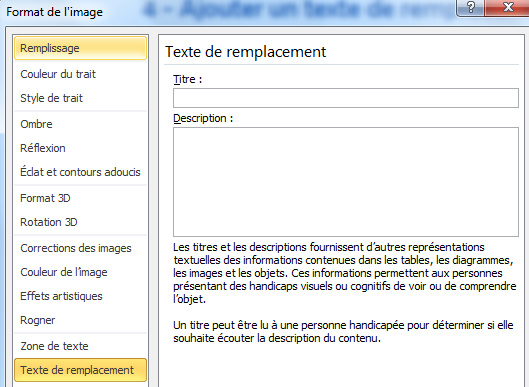 Format de l'image
4 - Ajouter un texte de remp
?
Remplissage
Couleur du trait
Style de trait
Ombre
Réflexion
Éclat et contours adoucis
Format 3D
Rotation 3D
Corrections des images
Couleur de l'image
Effets artistiques
Rogner
Zone de texte
Texte de remplacement
Texte de remplacement
Titre :
Description :
Les titres et les descriptions fournissent d'autres représentations
textuelles des informations contenues dans les tables, les diagrammes,
les images et les objets. Ces informations permettent aux personnes
présentant des handicaps visuels ou cognitifs de voir ou de comprendre
l'objet.
Un titre peut être lu à une personne handicapée pour déterminer si elle
souhaite écouter la description du contenu.